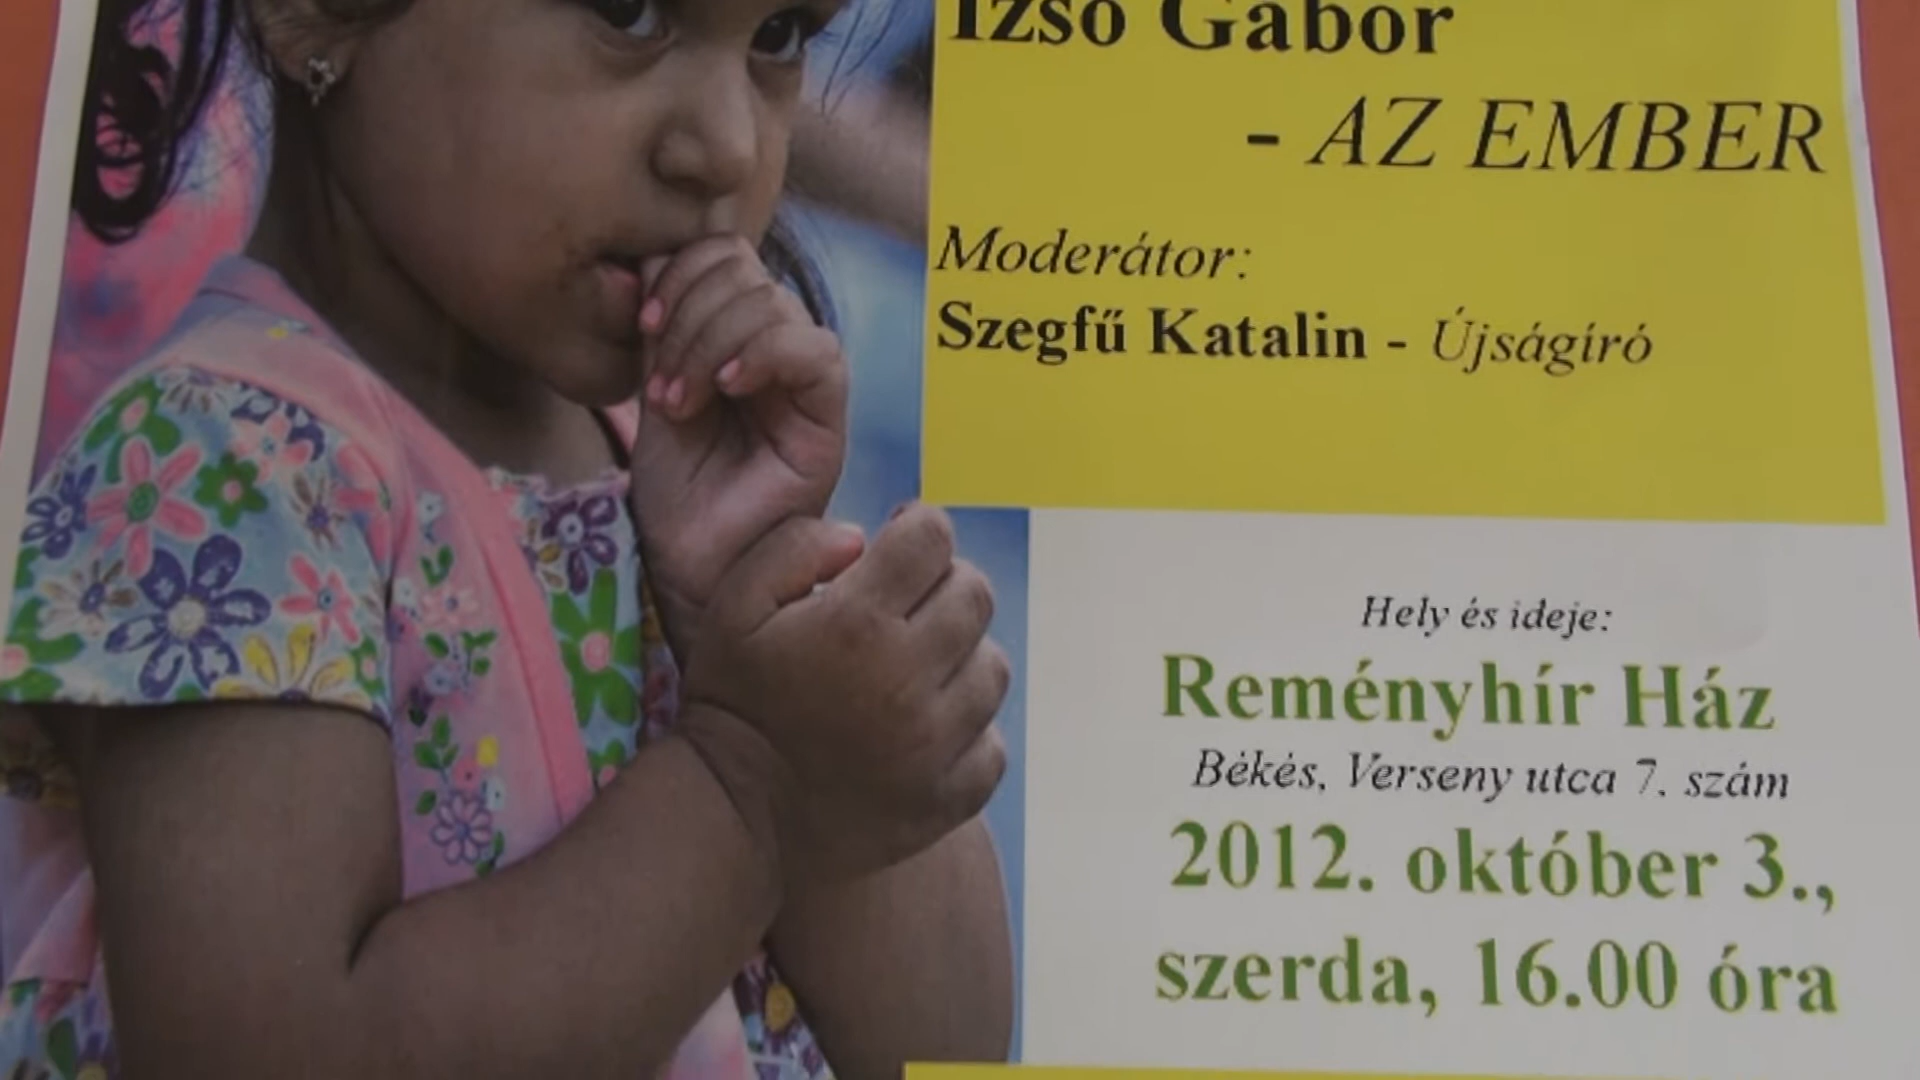 Izsó Gábor
- AZ EMBER
Moderátor:
Szegfű Katalin - Újságíró
Hely és ideje:
Reményhír Ház
Békés, Verseny utca 7. szám
2012. október 3.,
szerda, 16.00 óra